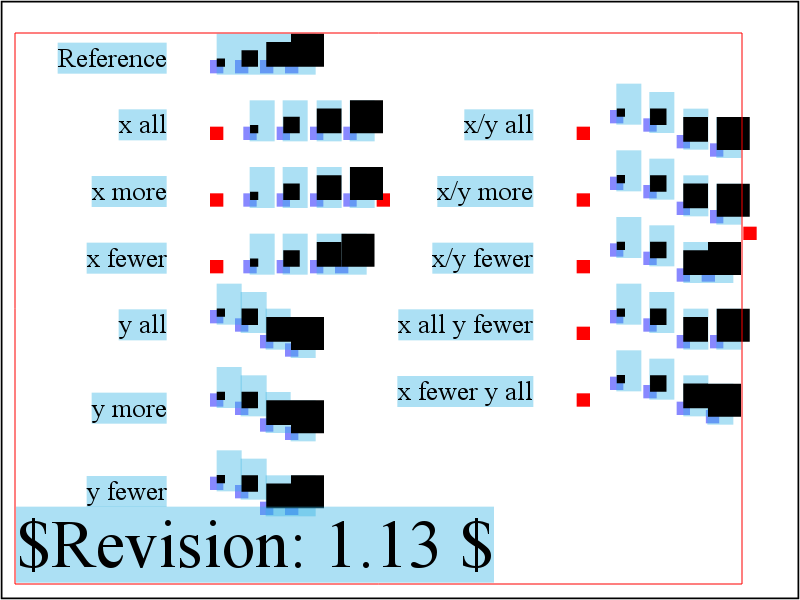 Reference
x all
x/y all
x more
x/y more
x fewer
x/y fewer
y all
x all y fewer
y more
x fewer y all
y fewer
$Revision: 1.13 $